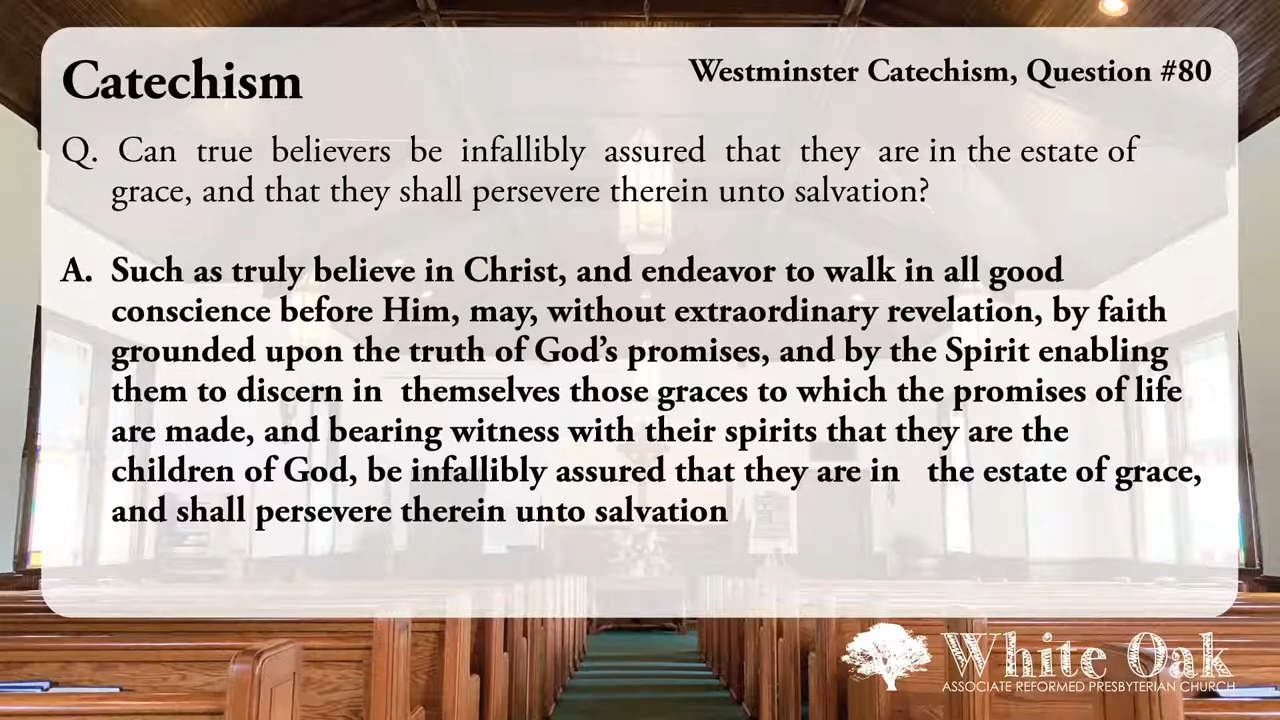 Catechism
Westminster Catechism, Question #80
Q. Can true believers be infallibly assured that they are in the estate of
grace, and that they shall persevere therein unto salvation?
A. Such as truly believe in Christ, and endeavor to walk in all good
conscience before Him, may, without extraordinary revelation, by faith
grounded upon the truth of God’s promises, and by the Spirit enabling
them to discern in themselves those graces to which the promises of life
are made, and bearing witness with their spirits that they are the
children of God, be infallibly assured that they are in the estate of grace,
and shall persevere therein unto salvation
White Oak
ASSOCIATE REFORMED PRESBYTERIAN CHURCH